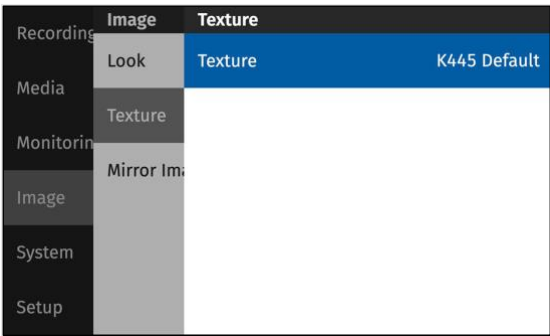 Recording
Media
Monitorin
Image
System
Setup
Image
Look
Texture
Mirror Ima
Texture
Texture K445 Default